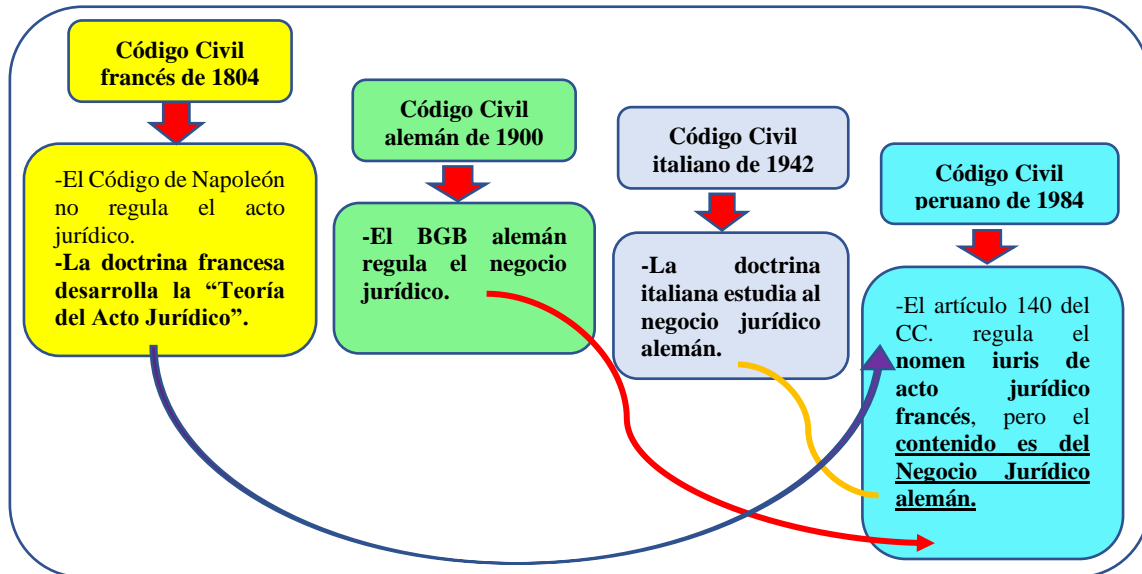 Código Civil
francés de 1804
-El Código de Napoleón
no regula el acto
jurídico.
-La doctrina francesa
desarrolla la “Teoría
del Acto Jurídico”.
Código Civil
alemán de 1900
-El BGB alemán
regula el negocio
jurídico.
Código Civil
italiano de 1942
-La doctrina
italiana estudia al
negocio jurídico
alemán.
Código Civil
peruano de 1984
-El artículo 140 del
CC. regula el
nomen iuris de
acto jurídico
francés, pero el
contenido es del
Negocio Jurídico
alemán.